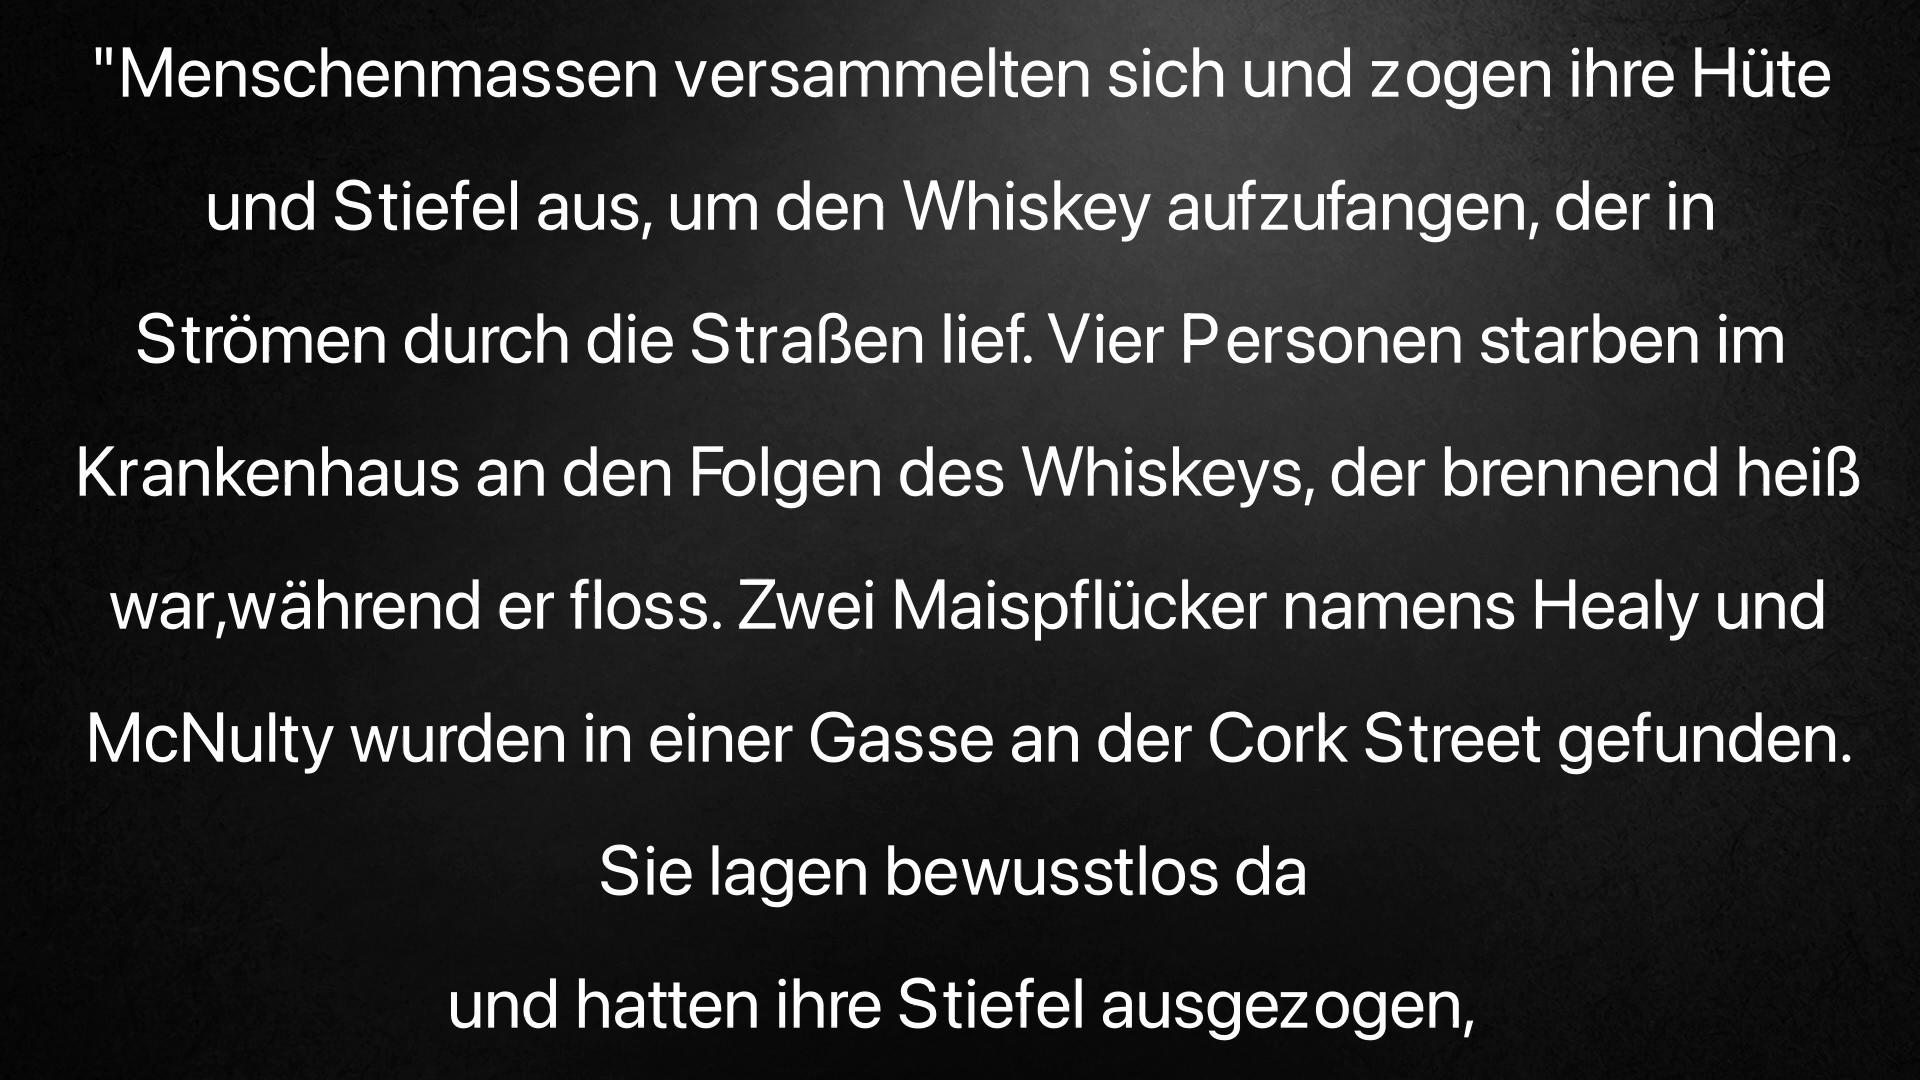 "Menschenmassen versammelten sich und zogen ihre Hüte
und Stiefel aus, um den Whiskey aufzufangen, der in
Strömen durch die Straßen lief. Vier Personen starben im
Krankenhaus an den Folgen des Whiskeys, der brennend heiß
war,während er floss. Zwei Maispflücker namens Healy und
McNulty wurden in einer Gasse an der Cork Street gefunden.
Sie lagen bewusstlos da
und hatten ihre Stiefel ausgezogen,